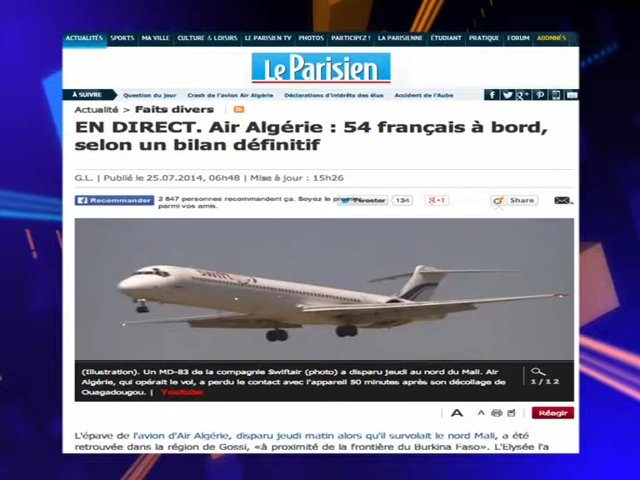 ACTUALITÉS SPORTS MA VILLE CULTURE & LOISIRS LE PARISIEN TV PHOTOS PARTICIPEZ ! LA PARISIENNE ÉTUDIANT PRATIQUE FORUM ABONNÉS
Le Parisien
À SUIVRE Question du jour Crash de l'avion Air Algérie Déclarations d'intérêts des élus Accident de l'Aube
Actualité > Faits divers
EN DIRECT. Air Algérie : 54 français à bord,
selon un bilan définitif
G.L. | Publié le 25.07.2014, 06h48 | Mise à jour : 15h26
Recommander 2 647 personnes recommandent ça. Soyez le premier Tweeter 134 +1 Share
parmi vos amis.
swift
(Illustration). Un MD-83 de la compagnie Swiftair (photo) a disparu jeudi au nord du Mali. Air
Algérie, qui opérait le vol, a perdu le contact avec l'appareil 50 minutes après son décollage de
Ouagadougou. | Youtube
1 / 12
A A Réagir
L'épave de l'avion d'Air Algérie, disparu jeudi matin alors qu'il survolait le nord Mali, a été
retrouvée dans la région de Gossi, «à proximité de la frontière du Burkina Faso». L'Elysée l'a